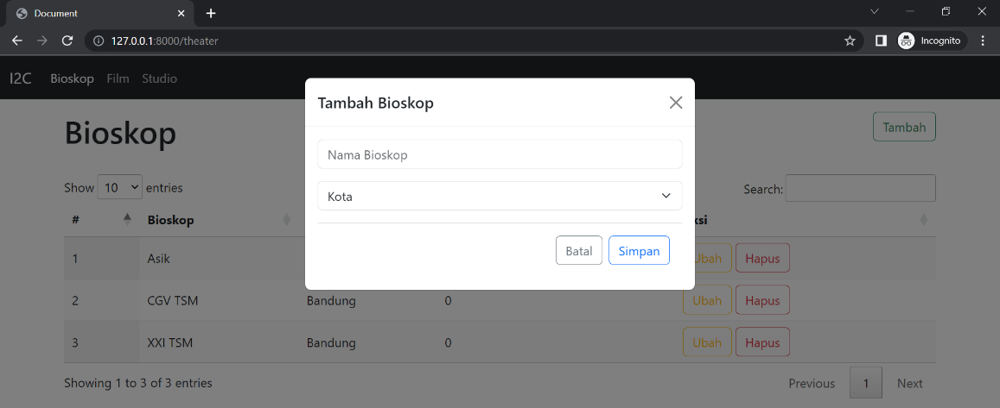 Document
127.0.0.1:8000/theater
Incognito
I2C Bioskop Film Studio
Tambah Bioskop
Bioskop
Tambah
Nama Bioskop
Show 10 entries
Search:
Kota
# Bioskop
Batal Simpan
1 Asik Ubah Hapus
2 CGV TSM Bandung 0 Ubah Hapus
3 XXI TSM Bandung 0 Ubah Hapus
Showing 1 to 3 of 3 entries
Previous 1 Next